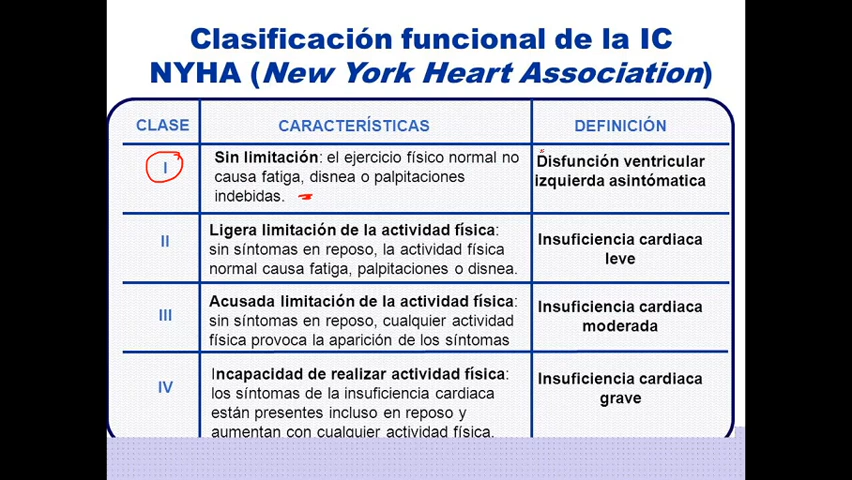 Clasificación funcional de la IC
NYHA (New York Heart Association)
CLASE
CARACTERÍSTICAS
DEFINICIÓN
I
Sin limitación: el ejercicio físico normal no
causa fatiga, disnea o palpitaciones
indebidas.
Disfunción ventricular
izquierda asintómatica
II
Ligera limitación de la actividad física:
sin síntomas en reposo, la actividad física
normal causa fatiga, palpitaciones o disnea.
Insuficiencia cardiaca
leve
III
Acusada limitación de la actividad física:
sin síntomas en reposo, cualquier actividad
física provoca la aparición de los síntomas
Insuficiencia cardiaca
moderada
IV
Incapacidad de realizar actividad física:
los síntomas de la insuficiencia cardiaca
están presentes incluso en reposo y
aumentan con cualquier actividad física.
Insuficiencia cardiaca
grave